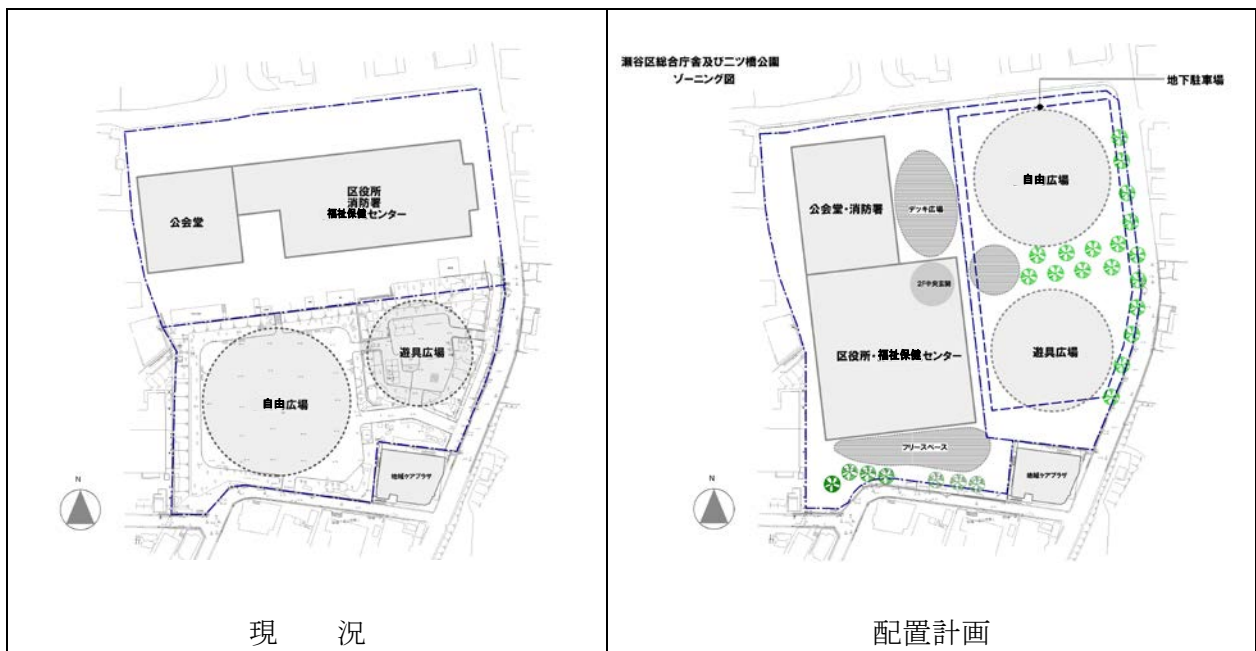 公会堂
区役所
消防署
福祉保健センター
遊具広場
自由広場
地域ケアプラザ
N
現　　況
瀬谷区総合庁舎及び二ツ橋公園
ゾーニング図
地下駐車場
自由広場
公会堂・消防署
デッキ広場
2F中央玄関
遊具広場
区役所・福祉保健センター
フリースペース
地域ケアプラザ
N
配置計画